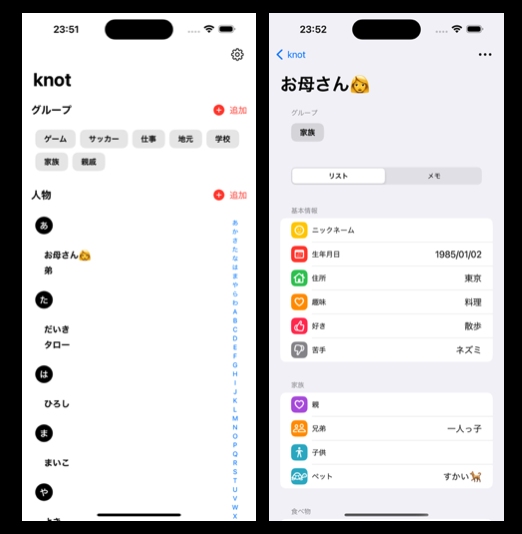 23:51
knot
グループ
追加
ゲーム サッカー 仕事 地元 学校
家族 親戚
人物
追加
あ
お母さん👩
弟
た
だいき
タロー
は
ひろし
ま
まいこ
や
あ
か
さ
た
な
は
ま
や
ら
わ
A
B
C
D
E
F
G
H
I
J
K
L
M
N
O
P
Q
R
S
T
U
V
W
X
23:52
knot
お母さん👩
グループ
家族
リスト メモ
基本情報
ニックネーム
生年月日 1985/01/02
住所 東京
趣味 料理
好き 散歩
苦手 ネズミ
家族
親
兄弟 一人っ子
子供
ペット すかい🐈
食べ物